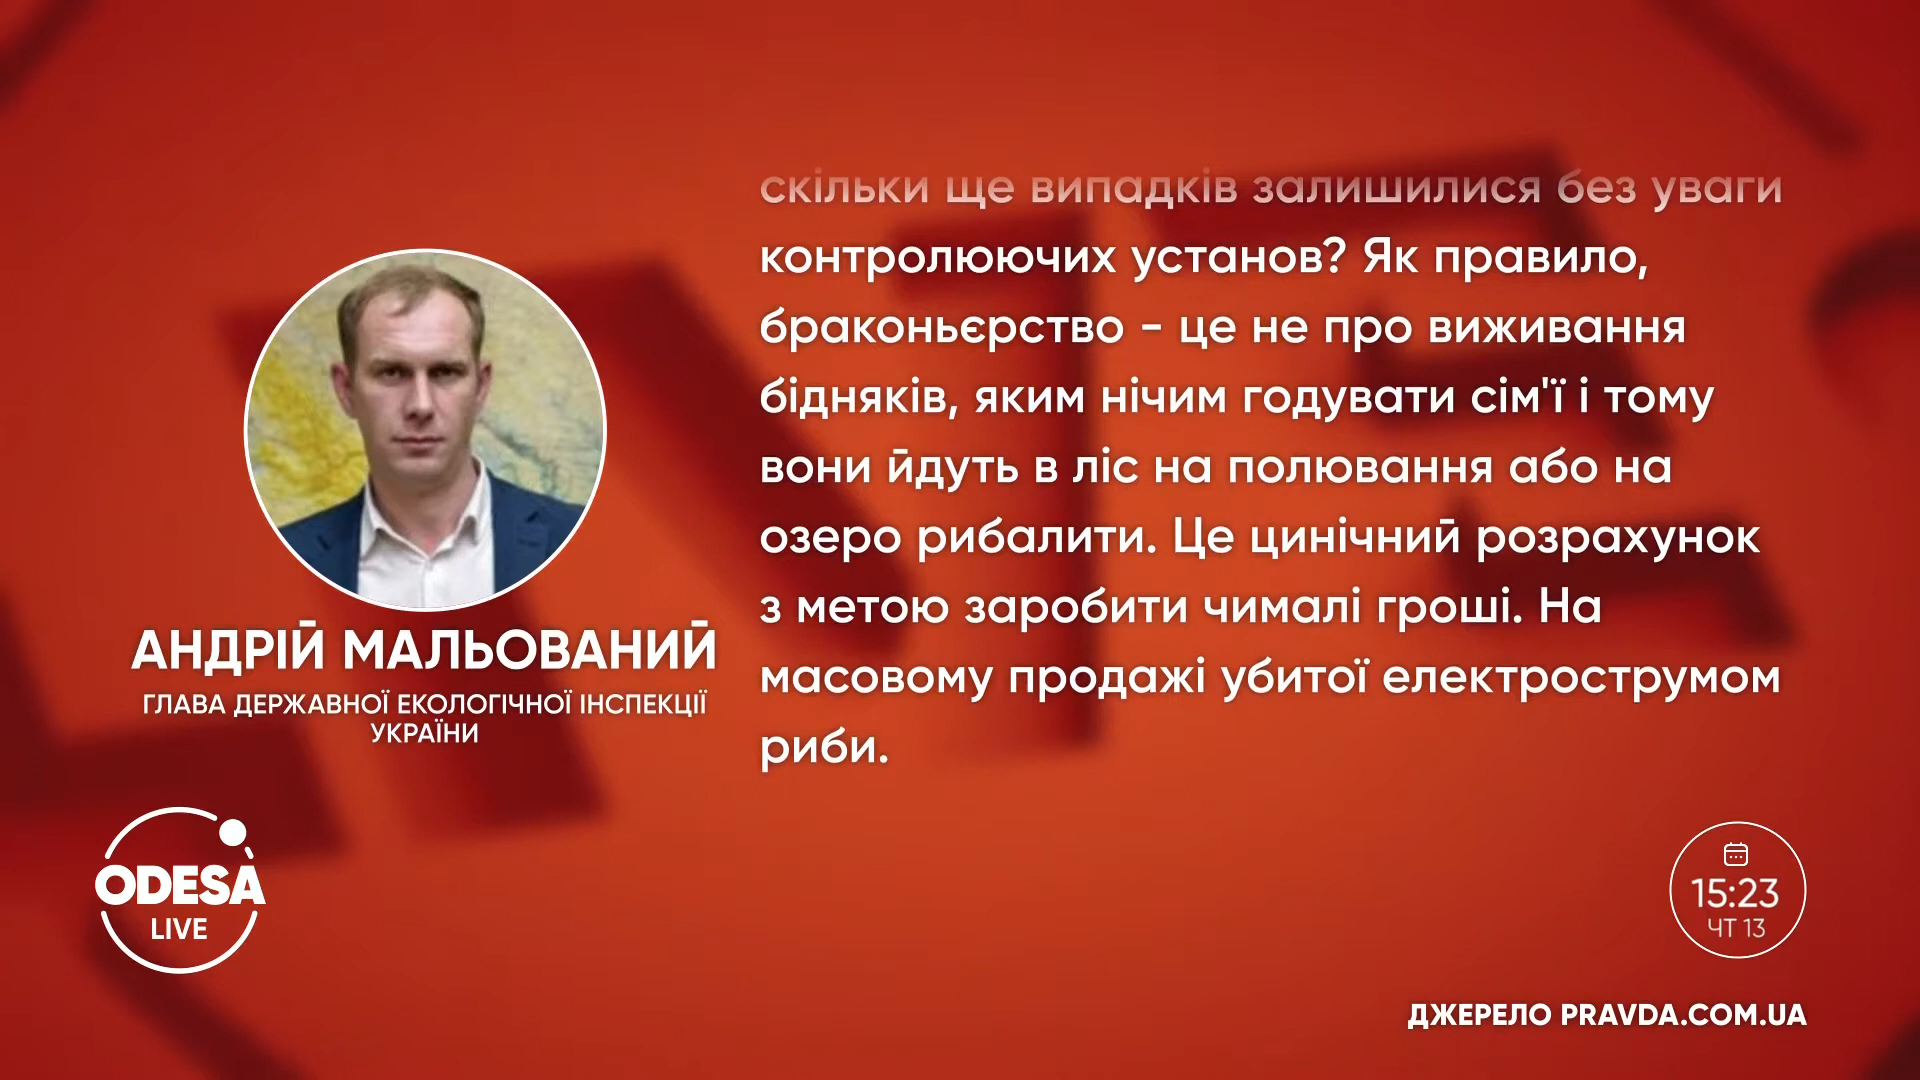 скільки ще випадків залишилися без уваги
контролюючих установ? Як правило,
браконьєрство - це не про виживання
бідняків, яким нічим годувати сім'ї і тому
вони йдуть в ліс на полювання або на
озеро рибалити. Це цинічний розрахунок
з метою заробити чималі гроші. На
масовому продажі убитої електрострумом
риби.
АНДРІЙ МАЛЬОВАНИЙ
ГЛАВА ДЕРЖАВНОЇ ЕКОЛОГІЧНОЇ ІНСПЕКЦІЇ
УКРАЇНИ
ODESA
LIVE
15:23
ЧТ 13
ДЖЕРЕЛО PRAVDA.COM.UA